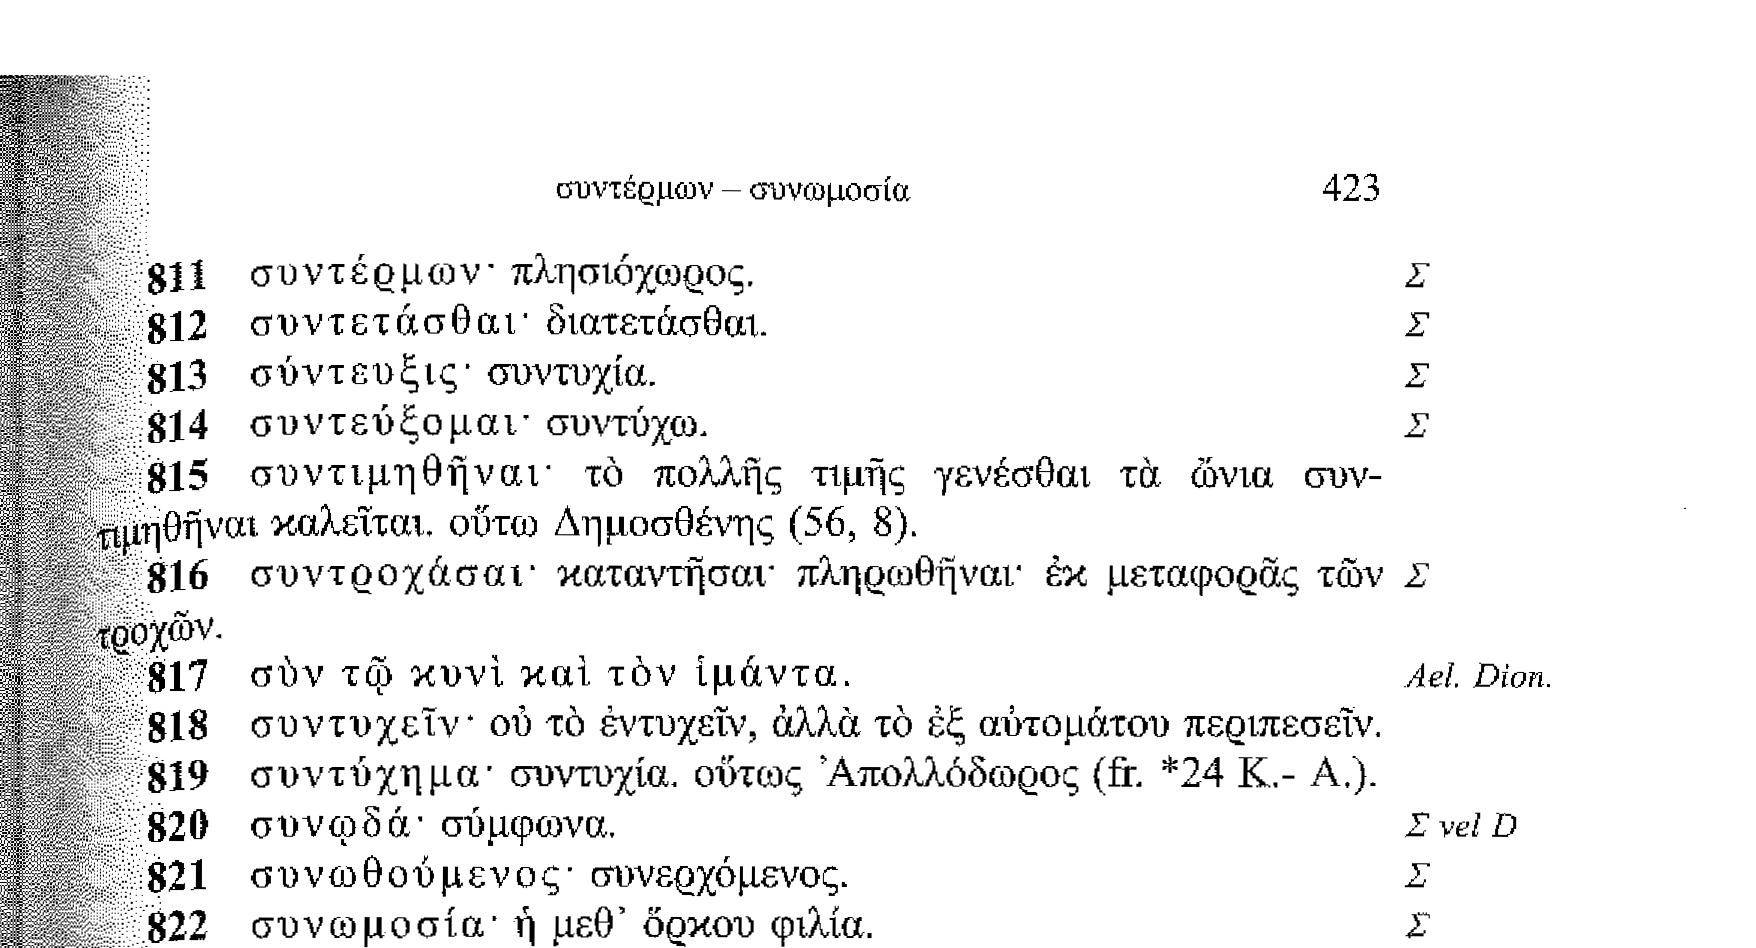 συντέρμων – συνωμοσία 423
811 συντέρμων· πλησιόχωρος. Σ
812 συντετάσθαι· διατετάσθαι. Σ
813 σύντευξις· συντυχία. Σ
814 συντεύξομαι· συντύχω. Σ
815 συντιμηθῆναι· τὸ πολλῆς τιμῆς γενέσθαι τὰ ὤνια συν-
τιμηθῆναι καλεῖται. οὕτω Δημοσθένης (56, 8).
816 συντροχάσαι· καταντῆσαι· πληρωθῆναι· ἐκ μεταφορᾶς τῶν Σ
τροχῶν.
817 σὺν τῷ κυνὶ καὶ τὸν ἱμάντα. Ael. Dion.
818 συντυχεῖν· οὐ τὸ ἐντυχεῖν, ἀλλὰ τὸ ἐξ αὐτομάτου περιπεσεῖν.
819 συντύχημα· συντυχία. οὕτως Ἀπολλόδωρος (fr. *24 K.- A.).
820 συνῳδά· σύμφωνα. Σ vel D
821 συνωθούμενος· συνερχόμενος. Σ
822 συνωμοσία· ἡ μεθ’ ὅρκου φιλία. Σ